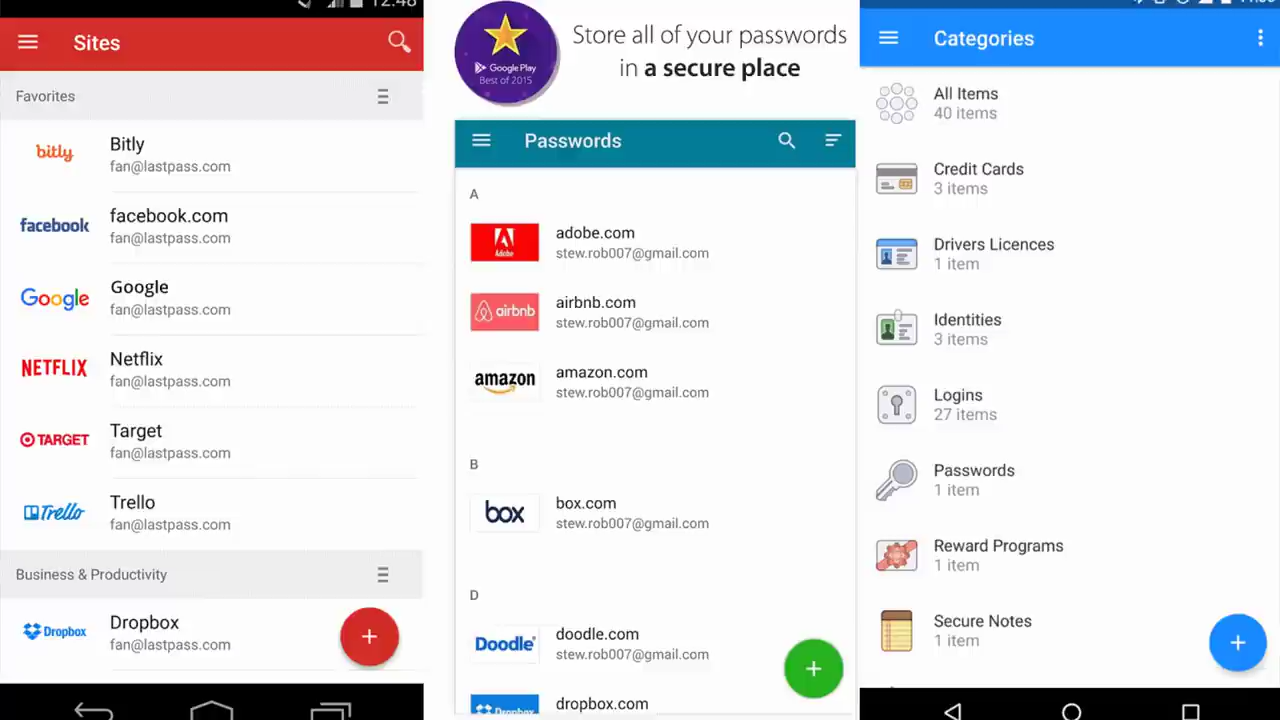 12:48
Sites
Favorites
bitly
Bitly
fan@lastpass.com
facebook
facebook.com
fan@lastpass.com
Google
Google
fan@lastpass.com
NETFLIX
Netflix
fan@lastpass.com
TARGET
Target
fan@lastpass.com
Trello
Trello
fan@lastpass.com
Business & Productivity
Dropbox
Dropbox
fan@lastpass.com
+
Google Play
Best of 2015
Store all of your passwords
in a secure place
Passwords
A
Adobe
adobe.com
stew.rob007@gmail.com
airbnb
airbnb.com
stew.rob007@gmail.com
amazon
amazon.com
stew.rob007@gmail.com
B
box
box.com
stew.rob007@gmail.com
D
Doodle
doodle.com
stew.rob007@gmail.com
Dropbox
dropbox.com
+
Categories
All Items
40 items
Credit Cards
3 items
Drivers Licences
1 item
Identities
3 items
Logins
27 items
Passwords
1 item
Reward Programs
1 item
Secure Notes
1 item
+